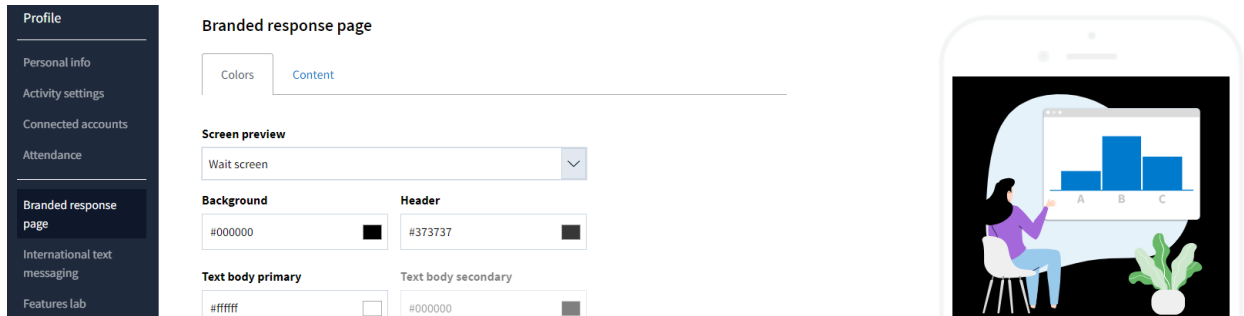 Profile
Personal info
Activity settings
Connected accounts
Attendance
Branded response
page
International text
messaging
Features lab
Branded response page
Colors
Content
Screen preview
Wait screen
Background
Header
#000000
#373737
Text body primary
Text body secondary
#ffffff
#000000
A B C